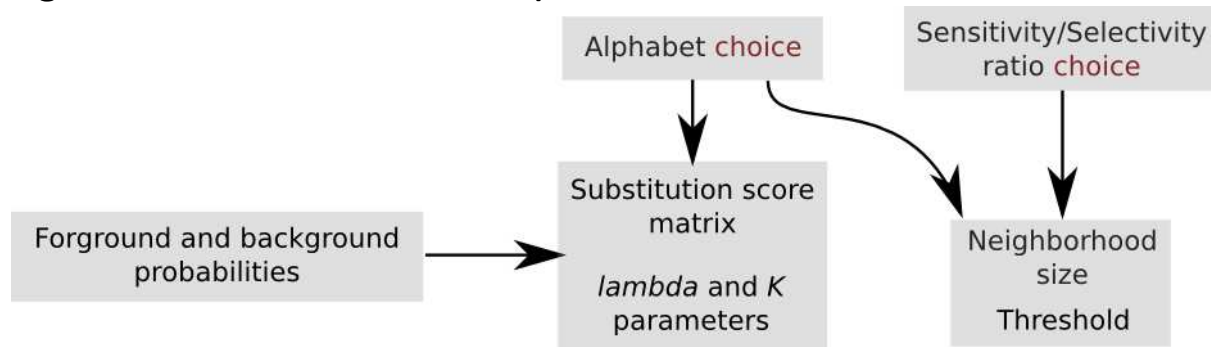 Alphabet choice
Sensitivity/Selectivity
ratio choice
Substitution score
matrix
lambda and K
parameters
Forground and background
probabilities
Neighborhood
size
Threshold